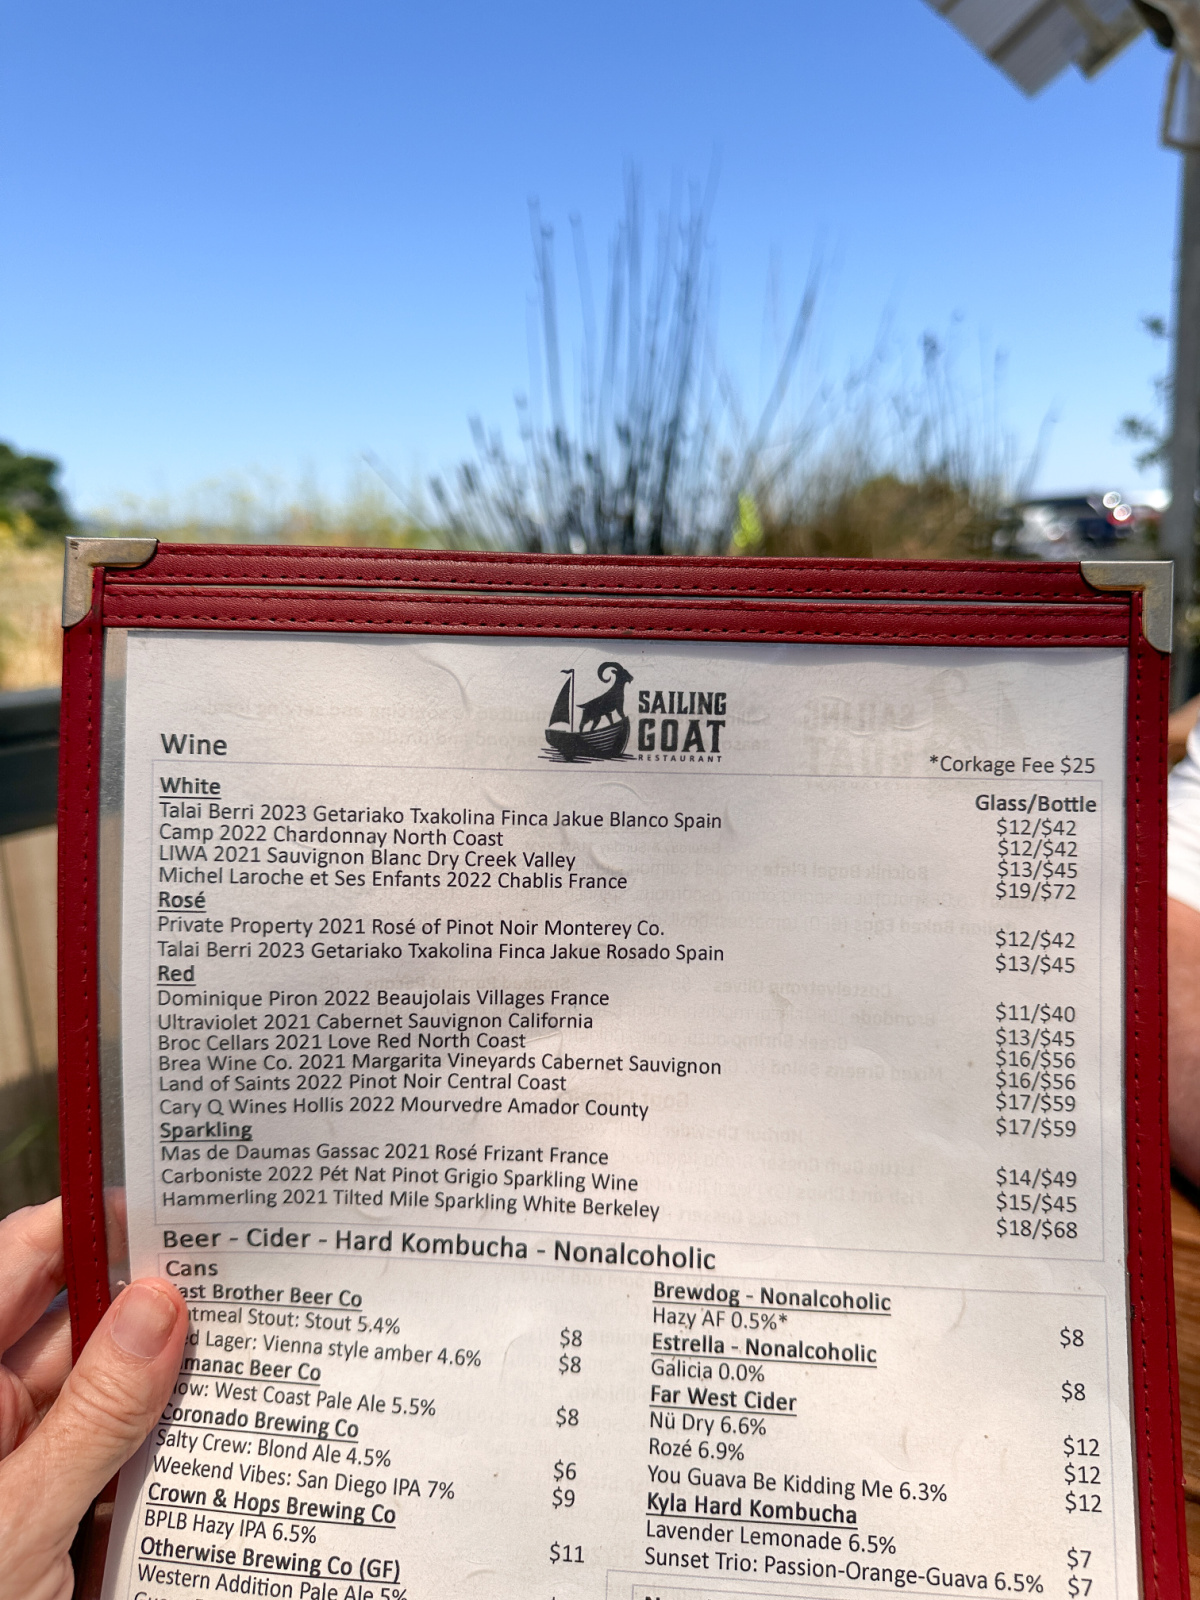 SAILING
GOAT
RESTAURANT
Wine
*Corkage Fee $25
White
Glass/Bottle
Talai Berri 2023 Getariako Txakolina Finca Jakue Blanco Spain $12/$42
Camp 2022 Chardonnay North Coast $12/$42
LIWA 2021 Sauvignon Blanc Dry Creek Valley $13/$45
Michel Laroche et Ses Enfants 2022 Chablis France $19/$72
Rosé
Private Property 2021 Rosé of Pinot Noir Monterey Co. $12/$42
Talai Berri 2023 Getariako Txakolina Finca Jakue Rosado Spain $13/$45
Red
Dominique Piron 2022 Beaujolais Villages France $11/$40
Ultraviolet 2021 Cabernet Sauvignon California $13/$45
Broc Cellars 2021 Love Red North Coast $16/$56
Brea Wine Co. 2021 Margarita Vineyards Cabernet Sauvignon $16/$56
Land of Saints 2022 Pinot Noir Central Coast $17/$59
Cary Q Wines Hollis 2022 Mourvedre Amador County $17/$59
Sparkling
Mas de Daumas Gassac 2021 Rosé Frizant France $14/$49
Carboniste 2022 Pét Nat Pinot Grigio Sparkling Wine $15/$45
Hammerling 2021 Tilted Mile Sparkling White Berkeley $18/$68
Beer - Cider - Hard Kombucha - Nonalcoholic
Cans
Brother Beer Co
Stout: Stout 5.4% $8
Lager: Vienna style amber 4.6% $8
Beer Co
West Coast Pale Ale 5.5% $8
Coronado Brewing Co
Salty Crew: Blond Ale 4.5% $6
Weekend Vibes: San Diego IPA 7% $9
Crown & Hops Brewing Co
BPLB Hazy IPA 6.5% $11
Otherwise Brewing Co (GF)
Western Addition Pale Ale 5%
Brewdog - Nonalcoholic
Hazy AF 0.5%* $8
Estrella - Nonalcoholic
Galicia 0.0% $8
Far West Cider
Nü Dry 6.6% $12
Rozé 6.9% $12
You Guava Be Kidding Me 6.3% $12
Kyla Hard Kombucha
Lavender Lemonade 6.5% $7
Sunset Trio: Passion-Orange-Guava 6.5% $7